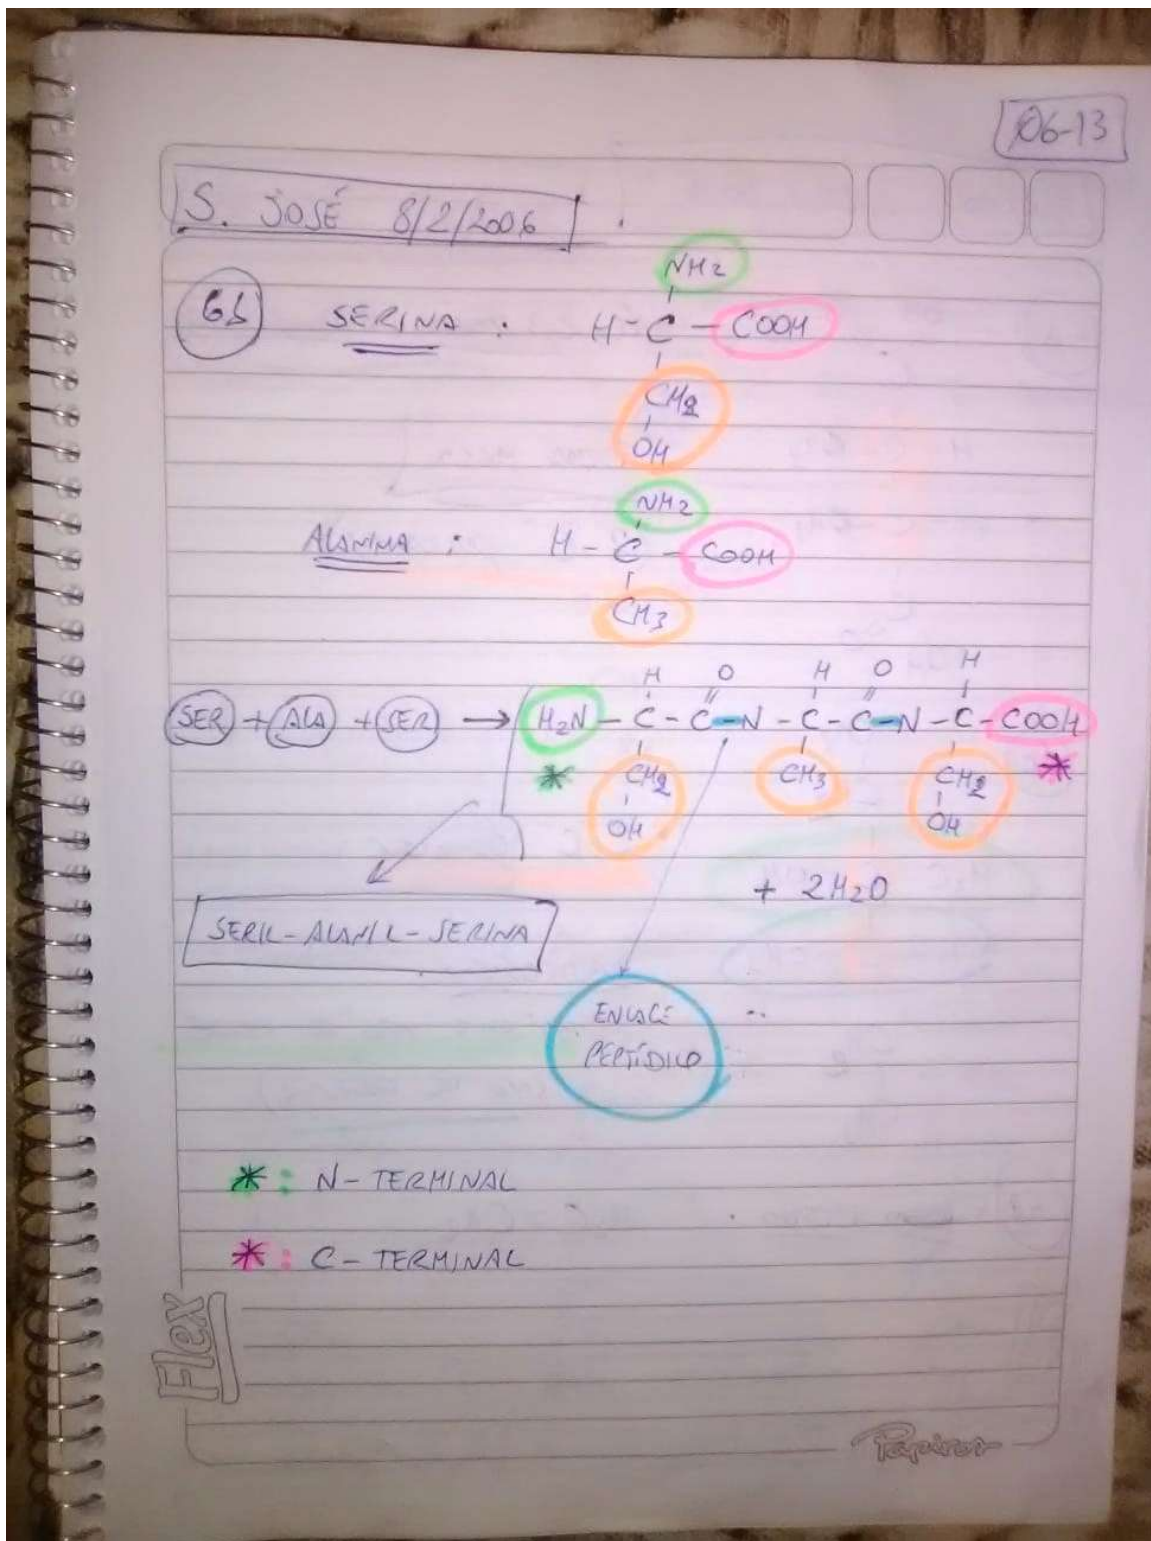 06-13
S. JOSÉ 8/2/2006
SERINA :
NH2
H-C-COOH
CH2
OH
ALANINA :
NH2
H-C-COOH
CH3
H O H O H
SER + ALA + SER → H2N-C-C-N-C-C-N-C-COOH
* CH2 CH3 CH2 *
OH OH
+ 2H2O
SERIL-ALANIL-SERINA
ENLACE
PEPTÍDICO
* : N-TERMINAL
* : C-TERMINAL
Flex
Papiros